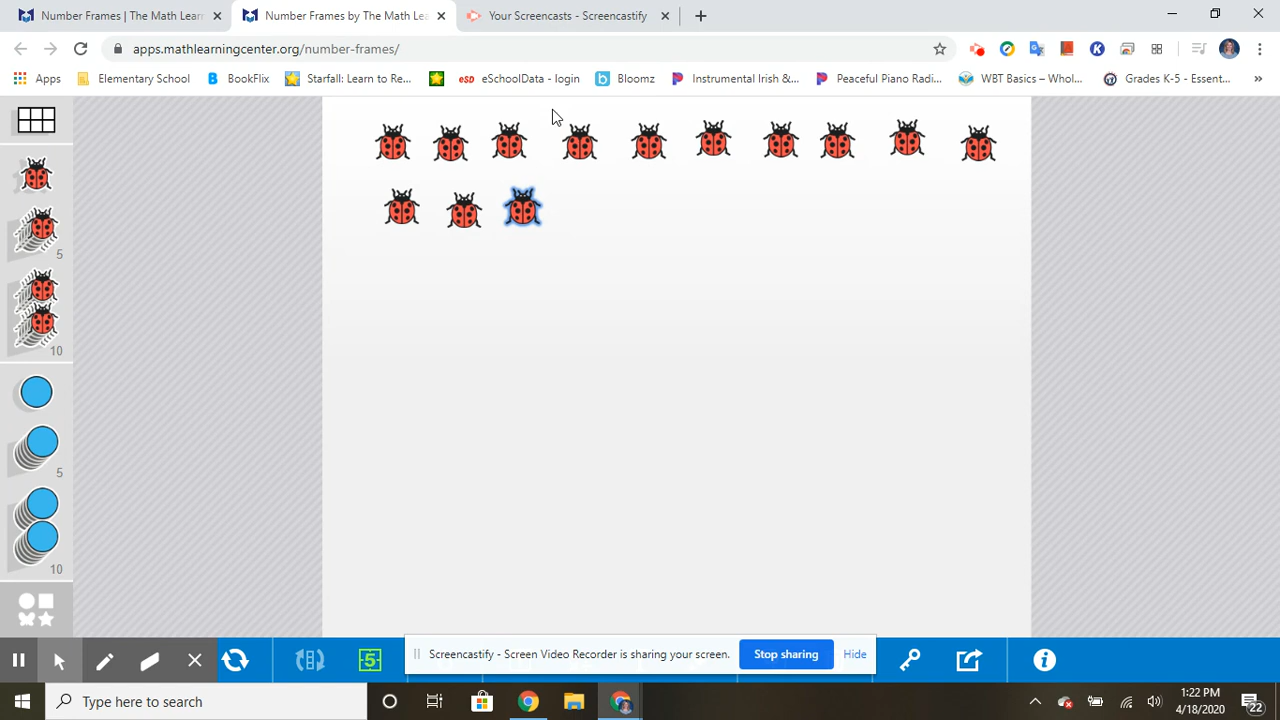 Number Frames | The Math Lear
Number Frames by The Math Lea
Your Screencasts - Screencastify
apps.mathlearningcenter.org/number-frames/
Apps
Elementary School
BookFlix
Starfall: Learn to Re...
esD eSchoolData - login
b Bloomz
Instrumental Irish &...
Peaceful Piano Radi...
WBT Basics – Whol...
Grades K-5 - Essent...
»
5
10
5
10
5
Screencastify - Screen Video Recorder is sharing your screen.
Stop sharing
Hide
Type here to search
1:22 PM
4/18/2020
22